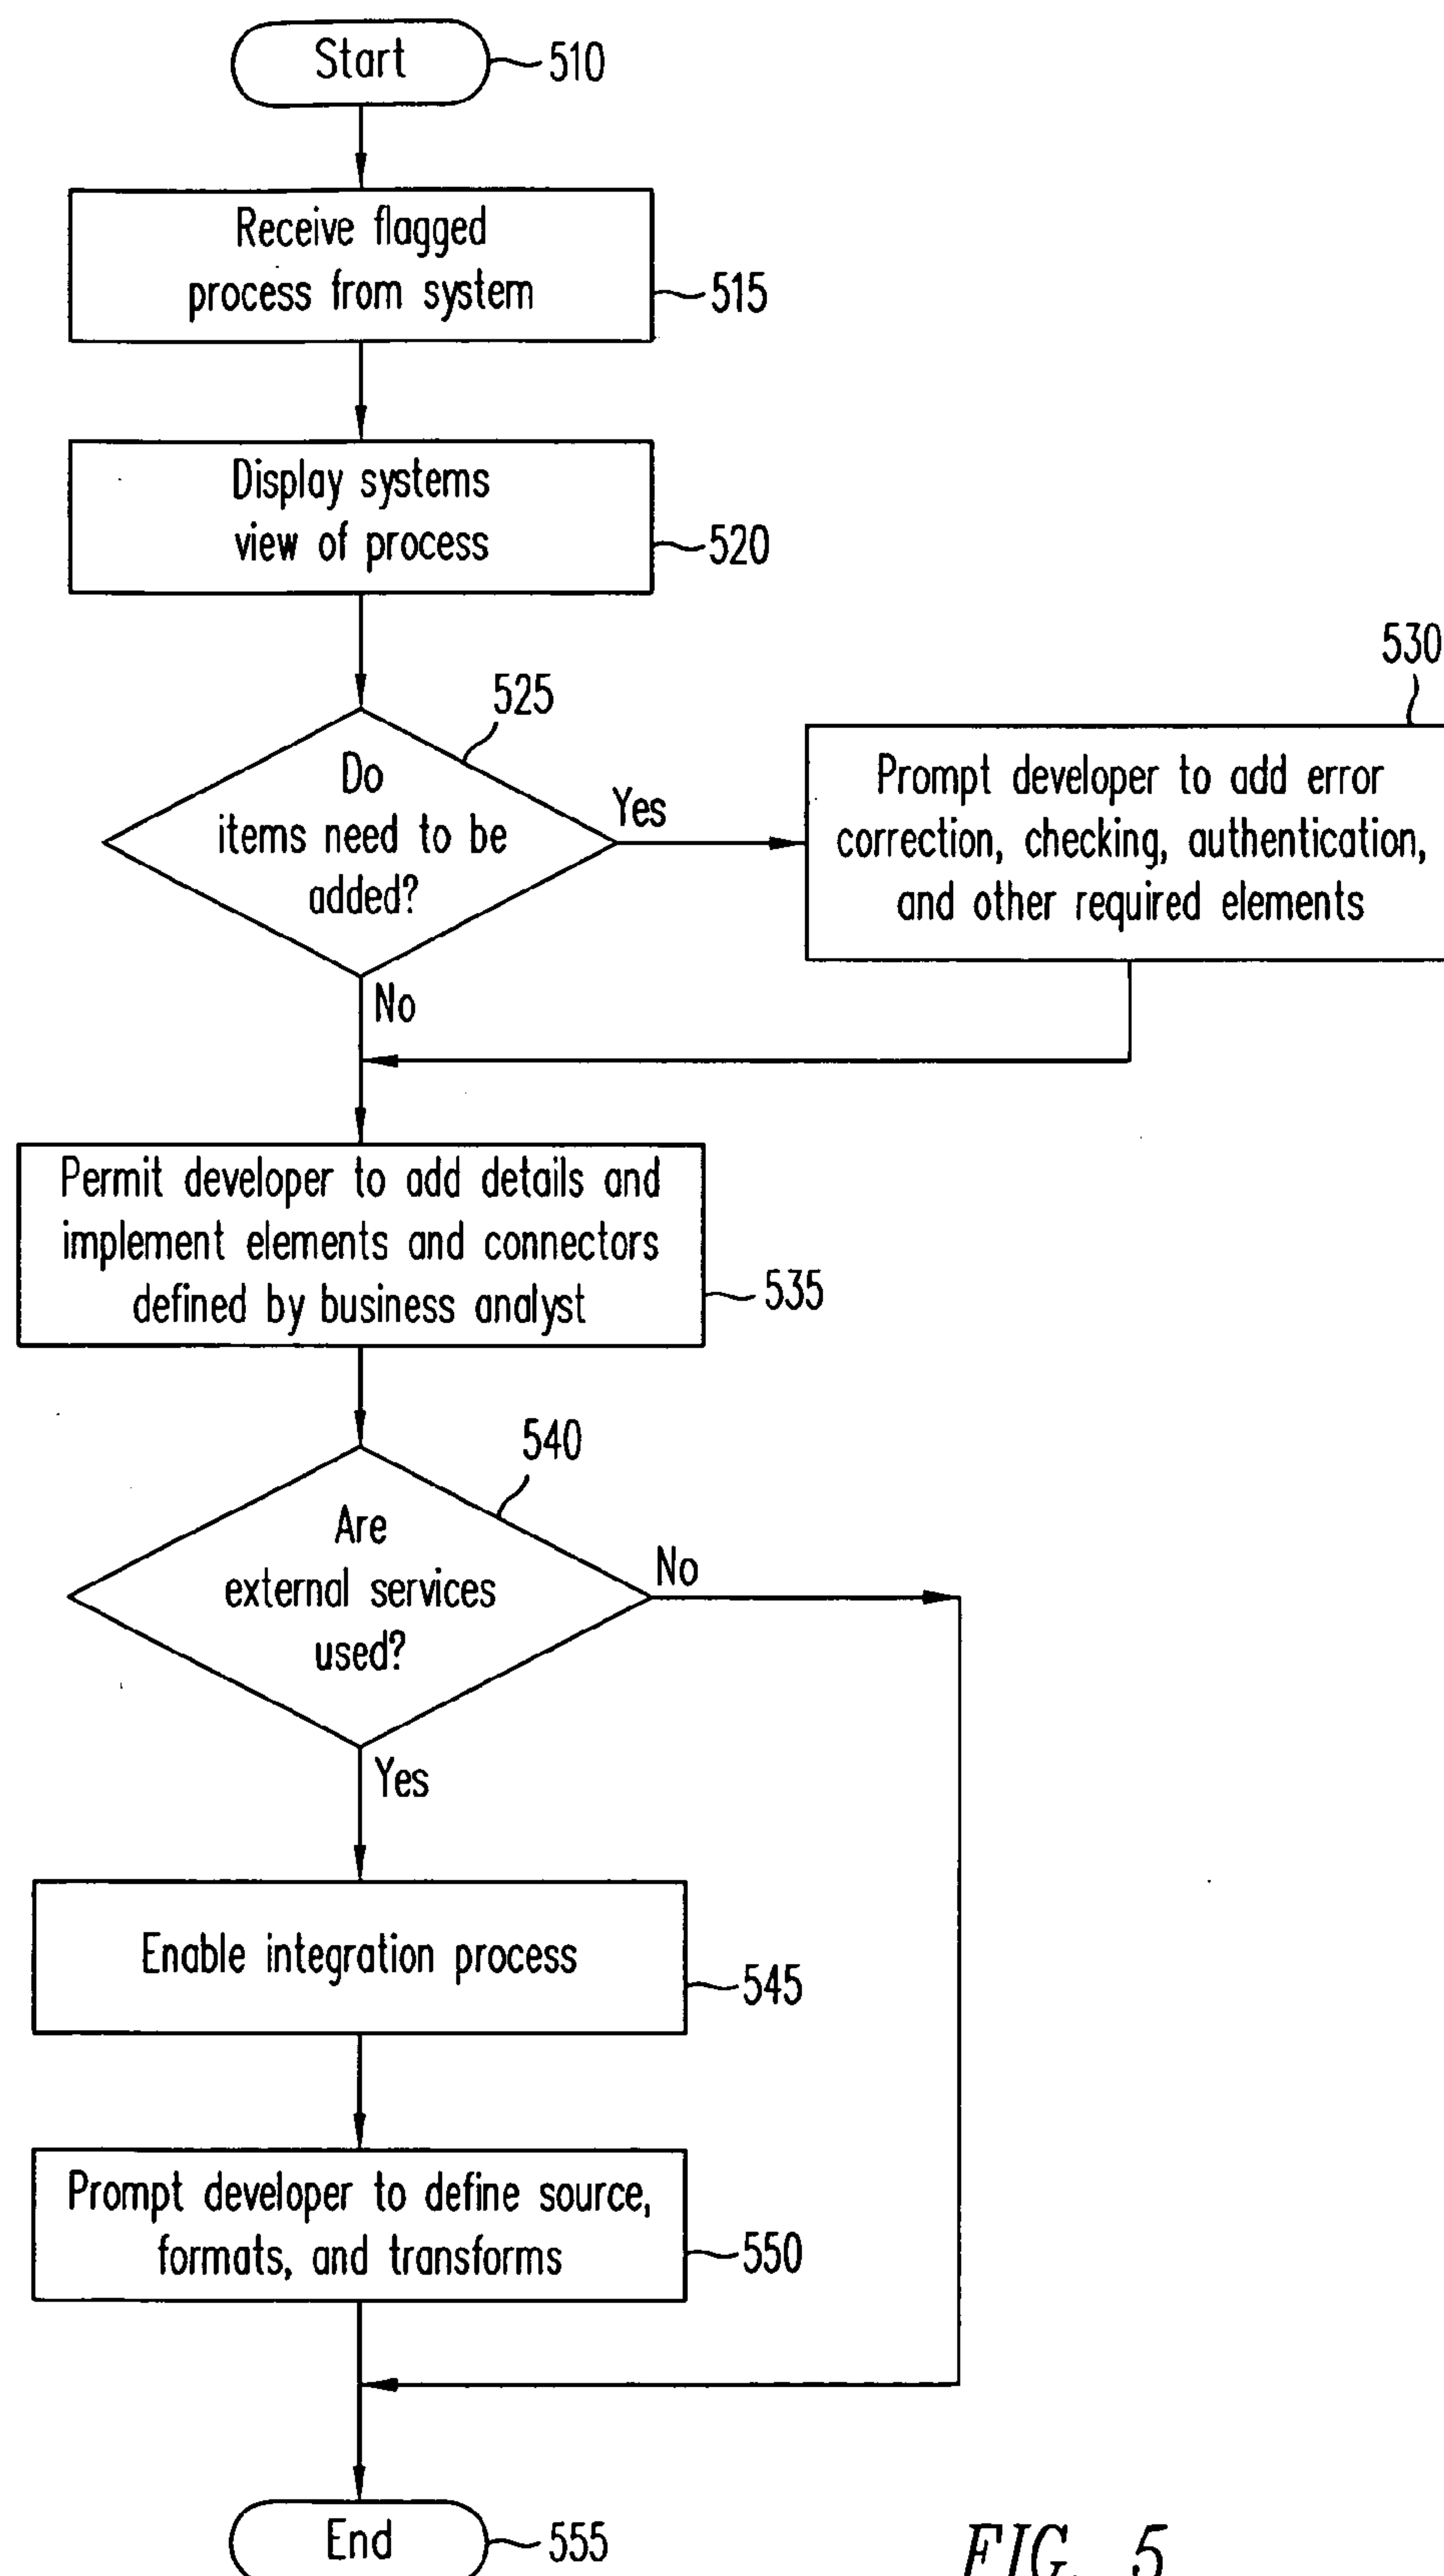 Start
510
Receive flagged
process from system
515
Display systems
view of process
520
525
Do
items need to be
added?
Yes
No
530
Prompt developer to add error
correction, checking, authentication,
and other required elements
Permit developer to add details and
implement elements and connectors
defined by business analyst
535
540
Are
external services
used?
No
Yes
Enable integration process
545
Prompt developer to define source,
formats, and transforms
550
End
555
FIG. 5